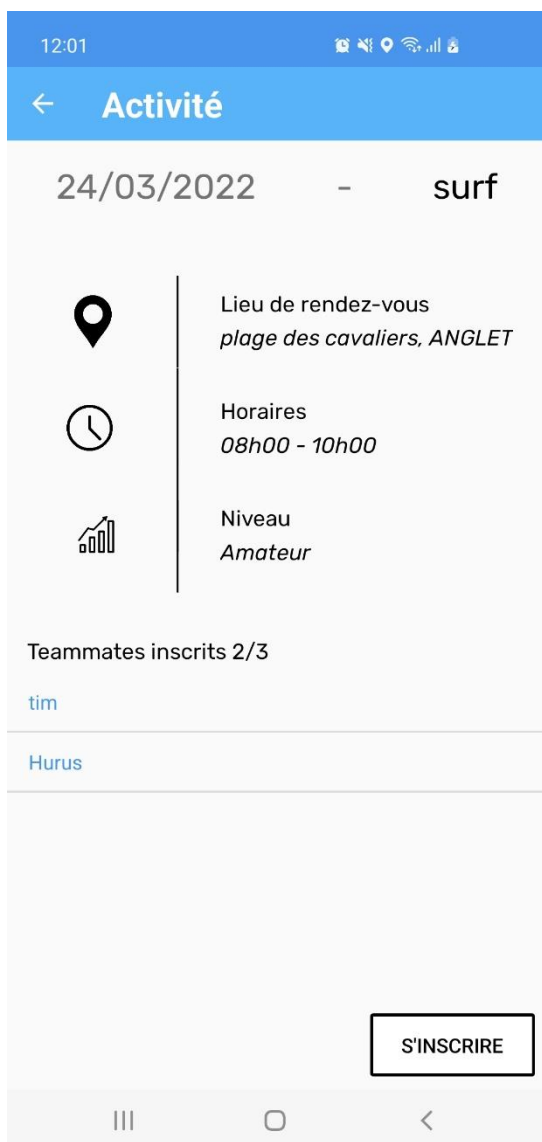 12:01
Activité
24/03/2022 - surf
Lieu de rendez-vous
plage des cavaliers, ANGLET
Horaires
08h00 - 10h00
Niveau
Amateur
Teammates inscrits 2/3
tim
Hurus
S'INSCRIRE